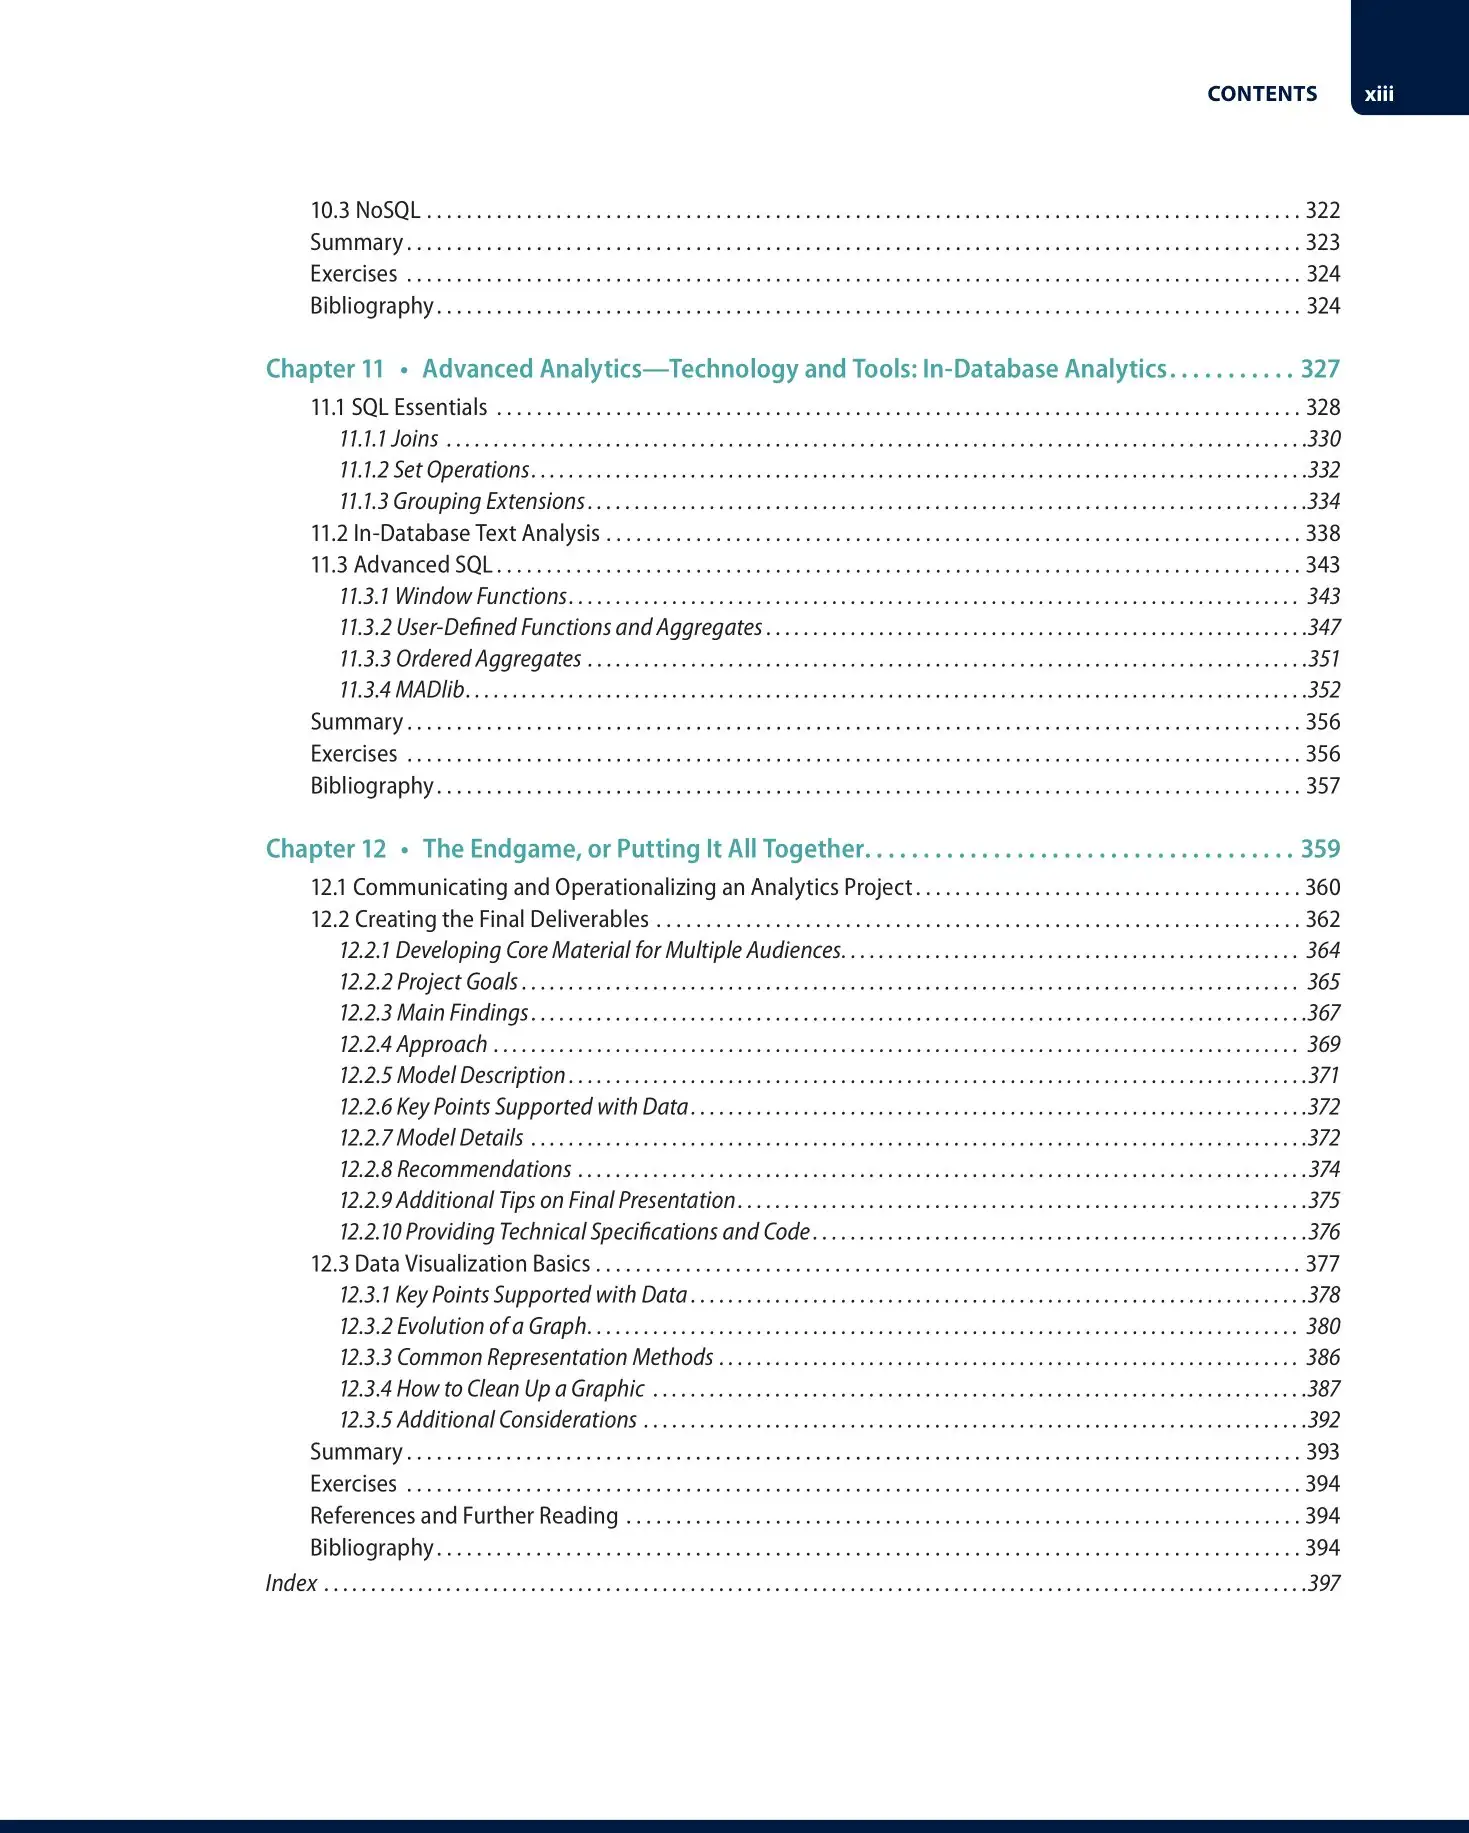 CONTENTS xiii
10.3 NoSQL . . . . . . . . . . 322
Summary . . . . . . . . . . 323
Exercises . . . . . . . . . . 324
Bibliography . . . . . . . . . . 324
Chapter 11 • Advanced Analytics—Technology and Tools: In-Database Analytics . . . . . . . . . . 327
11.1 SQL Essentials . . . . . . . . . . 328
11.1.1 Joins . . . . . . . . . . 330
11.1.2 Set Operations . . . . . . . . . . 332
11.1.3 Grouping Extensions . . . . . . . . . . 334
11.2 In-Database Text Analysis . . . . . . . . . . 338
11.3 Advanced SQL . . . . . . . . . . 343
11.3.1 Window Functions . . . . . . . . . . 343
11.3.2 User-Defined Functions and Aggregates . . . . . . . . . . 347
11.3.3 Ordered Aggregates . . . . . . . . . . 351
11.3.4 MADlib . . . . . . . . . . 352
Summary . . . . . . . . . . 356
Exercises . . . . . . . . . . 356
Bibliography . . . . . . . . . . 357
Chapter 12 • The Endgame, or Putting It All Together . . . . . . . . . . 359
12.1 Communicating and Operationalizing an Analytics Project . . . . . . . . . . 360
12.2 Creating the Final Deliverables . . . . . . . . . . 362
12.2.1 Developing Core Material for Multiple Audiences . . . . . . . . . . 364
12.2.2 Project Goals . . . . . . . . . . 365
12.2.3 Main Findings . . . . . . . . . . 367
12.2.4 Approach . . . . . . . . . . 369
12.2.5 Model Description . . . . . . . . . . 371
12.2.6 Key Points Supported with Data . . . . . . . . . . 372
12.2.7 Model Details . . . . . . . . . . 372
12.2.8 Recommendations . . . . . . . . . . 374
12.2.9 Additional Tips on Final Presentation . . . . . . . . . . 375
12.2.10 Providing Technical Specifications and Code . . . . . . . . . . 376
12.3 Data Visualization Basics . . . . . . . . . . 377
12.3.1 Key Points Supported with Data . . . . . . . . . . 378
12.3.2 Evolution of a Graph . . . . . . . . . . 380
12.3.3 Common Representation Methods . . . . . . . . . . 386
12.3.4 How to Clean Up a Graphic . . . . . . . . . . 387
12.3.5 Additional Considerations . . . . . . . . . . 392
Summary . . . . . . . . . . 393
Exercises . . . . . . . . . . 394
References and Further Reading . . . . . . . . . . 394
Bibliography . . . . . . . . . . 394
Index . . . . . . . . . . 397